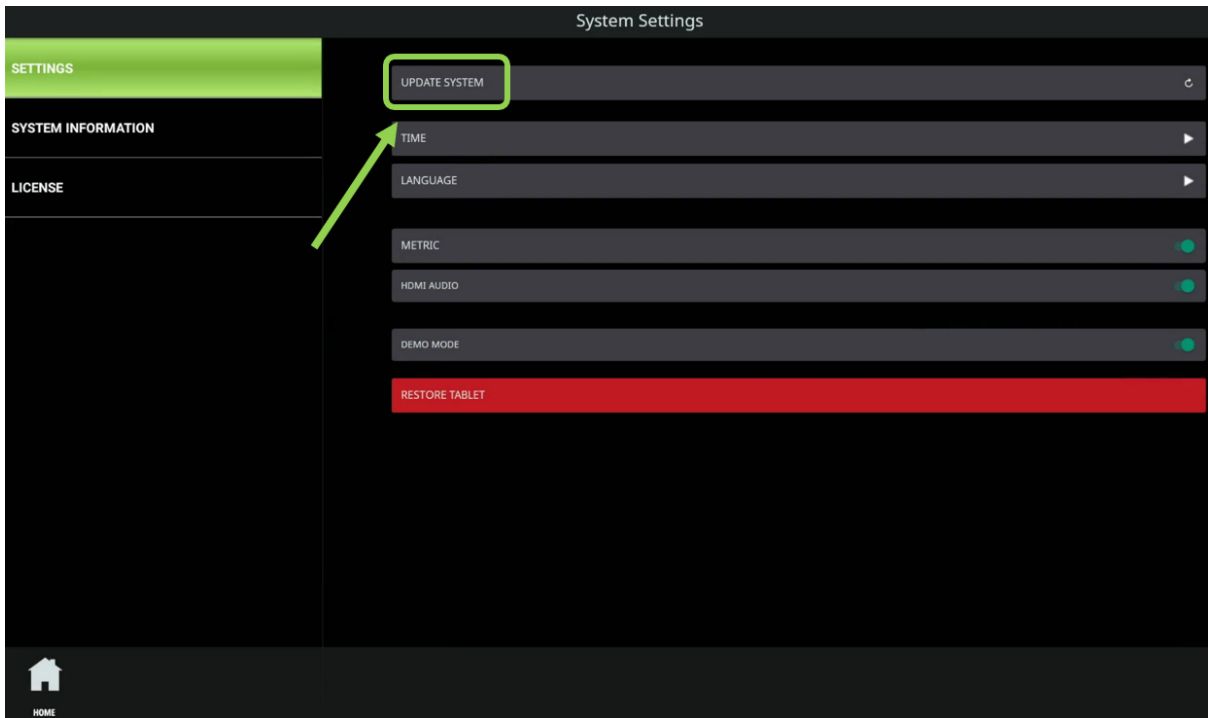 System Settings
SETTINGS
SYSTEM INFORMATION
LICENSE
UPDATE SYSTEM
TIME
LANGUAGE
METRIC
HDMI AUDIO
DEMO MODE
RESTORE TABLET
HOME